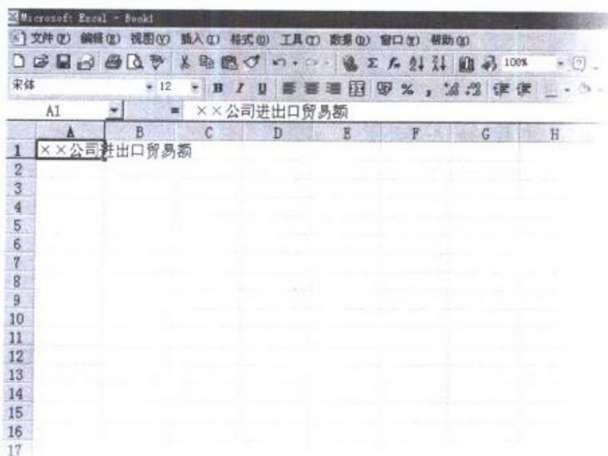 Microsoft Excel - Book1
文件(F) 编辑(E) 视图(V) 插入(I) 格式(O) 工具(T) 数据(D) 窗口(W) 帮助(H)
100%
宋体 12 B I U % ,
A1 = ××公司进出口贸易额
A B C D E F G H
1 ××公司进出口贸易额
2
3
4
5
6
7
8
9
10
11
12
13
14
15
16
17